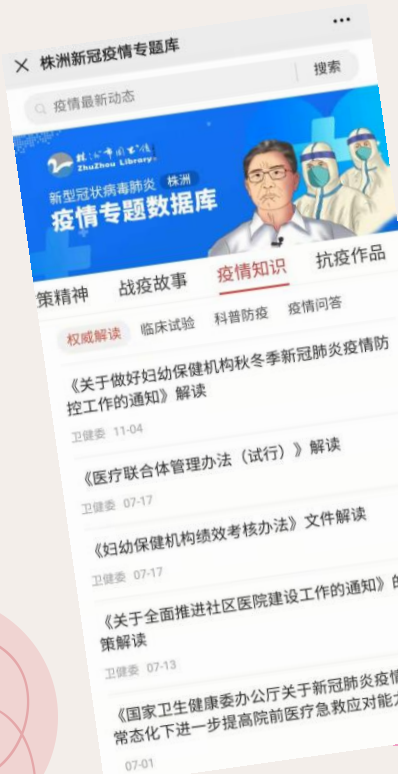 株洲新冠疫情专题库
疫情最新动态
搜索
株洲市图书馆
ZhuZhou Library
新型冠状病毒肺炎 株洲
疫情专题数据库
策精神 战疫故事 疫情知识 抗疫作品
权威解读 临床试验 科普防疫 疫情问答
《关于做好妇幼保健机构秋冬季新冠肺炎疫情防
控工作的通知》解读
卫健委 11-04
《医疗联合体管理办法（试行）》解读
卫健委 07-17
《妇幼保健机构绩效考核办法》文件解读
卫健委 07-17
《关于全面推进社区医院建设工作的通知》的
策解读
卫健委 07-13
《国家卫生健康委办公厅关于新冠肺炎疫情
常态化下进一步提高院前医疗急救应对能力
07-01